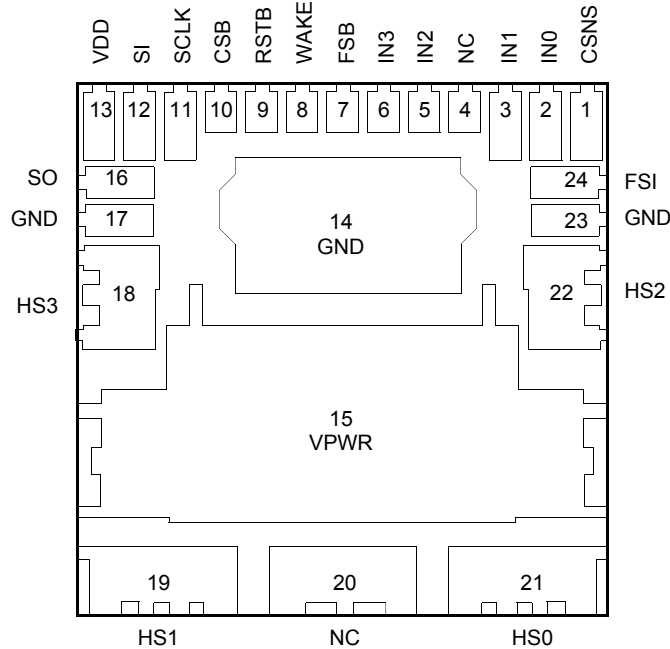 VDD SI SCLK CSB RSTB WAKE FSB IN3 IN2 NC IN1 IN0 CSNS
13 12 11 10 9 8 7 6 5 4 3 2 1
SO 16 24 FSI
GND 17 14 23 GND
GND
HS3 18 22 HS2
15
VPWR
19 20 21
HS1 NC HS0